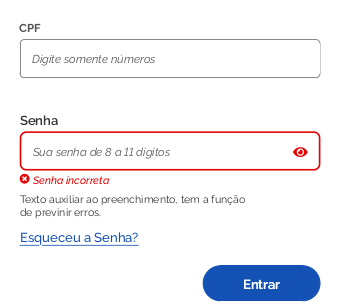 CPF
Digite somente números
Senha
Sua senha de 8 a 11 dígitos
Senha incorreta
Texto auxiliar ao preenchimento, tem a função
de previnir erros.
Esqueceu a Senha?
Entrar